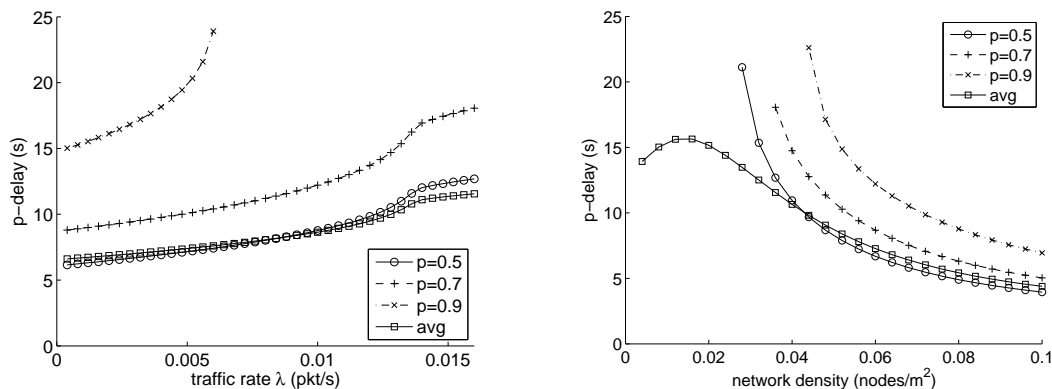 25
20
15
10
5
0
p-delay (s)
0.005
0.01
0.015
traffic rate λ (pkt/s)
p=0.5
p=0.7
p=0.9
avg
25
20
15
10
5
0
p-delay (s)
0
0.02
0.04
0.06
0.08
0.1
network density (nodes/m²)
p=0.5
p=0.7
p=0.9
avg